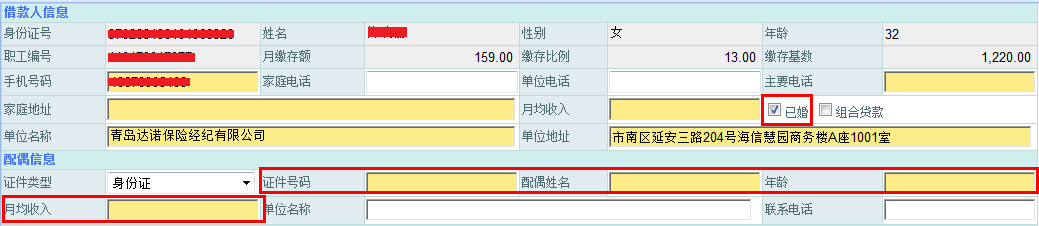 借款人信息
身份证号 姓名 性别 女 年龄 32
职工编号 月缴存额 159.00 缴存比例 13.00 缴存基数 1,220.00
手机号码 家庭电话 单位电话 主要电话
家庭地址 月均收入 已婚 组合贷款
单位名称 青岛达诺保险经纪有限公司 单位地址 市南区延安三路204号海信慧园商务楼A座1001室
配偶信息
证件类型 身份证 证件号码 配偶姓名 年龄
月均收入 单位名称 联系电话